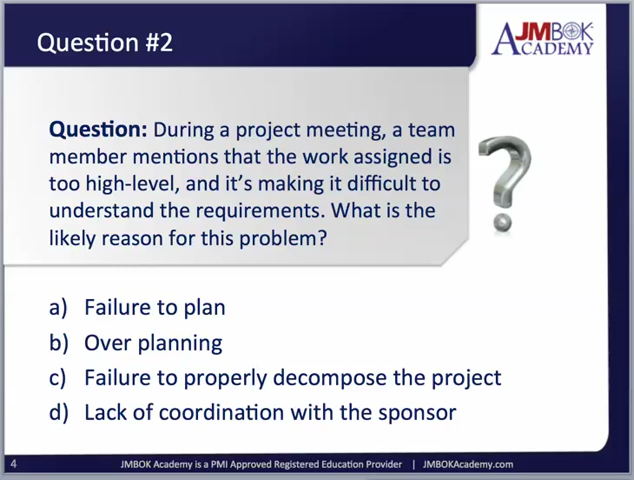 Question #2
AJMBOK
ACADEMY
Question: During a project meeting, a team
member mentions that the work assigned is
too high-level, and it's making it difficult to
understand the requirements. What is the
likely reason for this problem?
?
a) Failure to plan
b) Over planning
c) Failure to properly decompose the project
d) Lack of coordination with the sponsor
4 JMBOK Academy is a PMI Approved Registered Education Provider | JMBOKAcademy.com